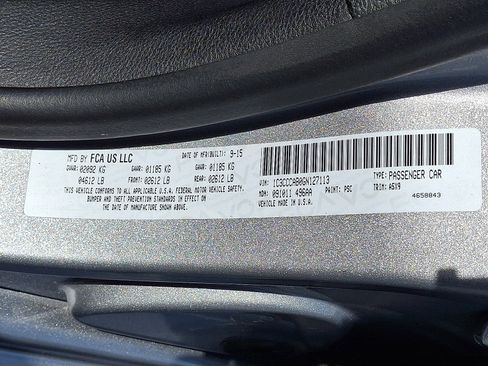 MFD BY FCA US LLC DATE OF MFR(BUILT): 9-15
GVWR: 02092 KG GAWR: 01185 KG GAWR: 01185 KG
04612 LB FRONT: 02612 LB REAR: 02612 LB
THIS VEHICLE CONFORMS TO ALL APPLICABLE U.S.A. FEDERAL MOTOR VEHICLE SAFETY,
BUMPER AND THEFT PREVENTION STANDARDS IN EFFECT ON
THE DATE OF MANUFACTURE SHOWN ABOVE.
VIN: 1C3CCCAB0GN127113 TYPE: PASSENGER CAR
MDH: 091011 496AA PAINT: PSC TRIM: A5X9
VEHICLE MADE IN U.S.A. 4658843